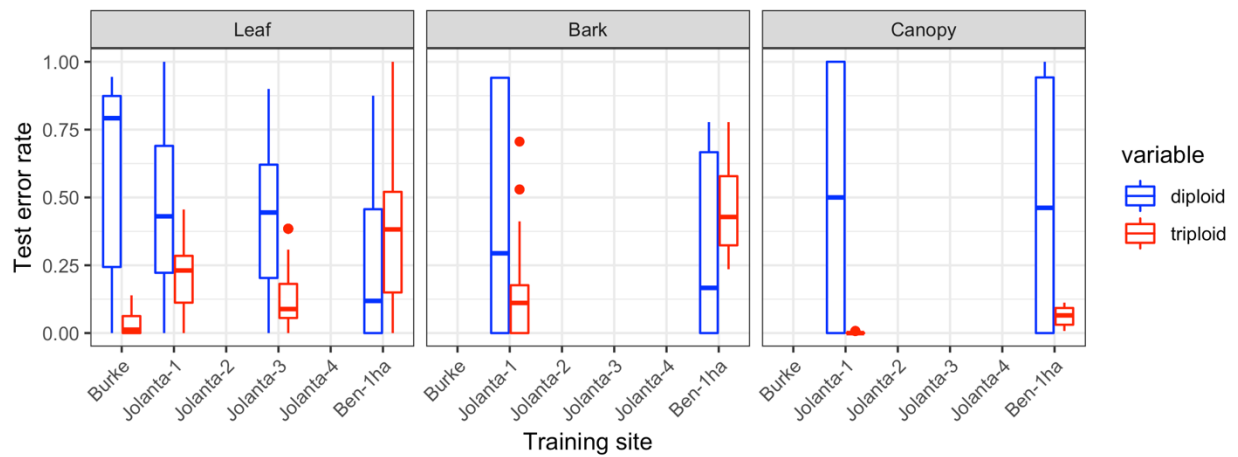 Leaf
Bark
Canopy
Test error rate
1.00
0.75
0.50
0.25
0.00
Burke
Jolanta-1
Jolanta-2
Jolanta-3
Jolanta-4
Ben-1ha
Burke
Jolanta-1
Jolanta-2
Jolanta-3
Jolanta-4
Ben-1ha
Burke
Jolanta-1
Jolanta-2
Jolanta-3
Jolanta-4
Ben-1ha
Training site
variable
diploid
triploid